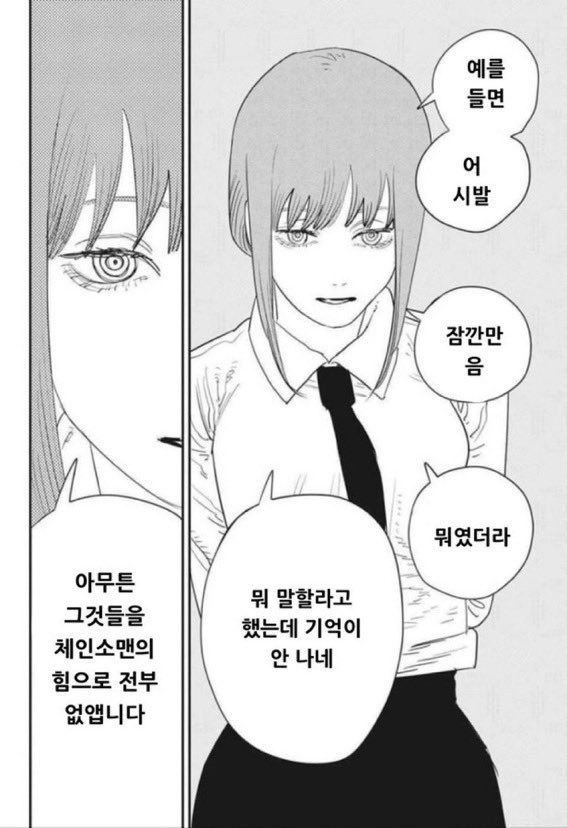 예를
들면
어
시발
잠깐만
음
뭐였더라
뭐 말할라고
했는데 기억이
안 나네
아무튼
그것들을
체인소맨의
힘으로 전부
없앱니다